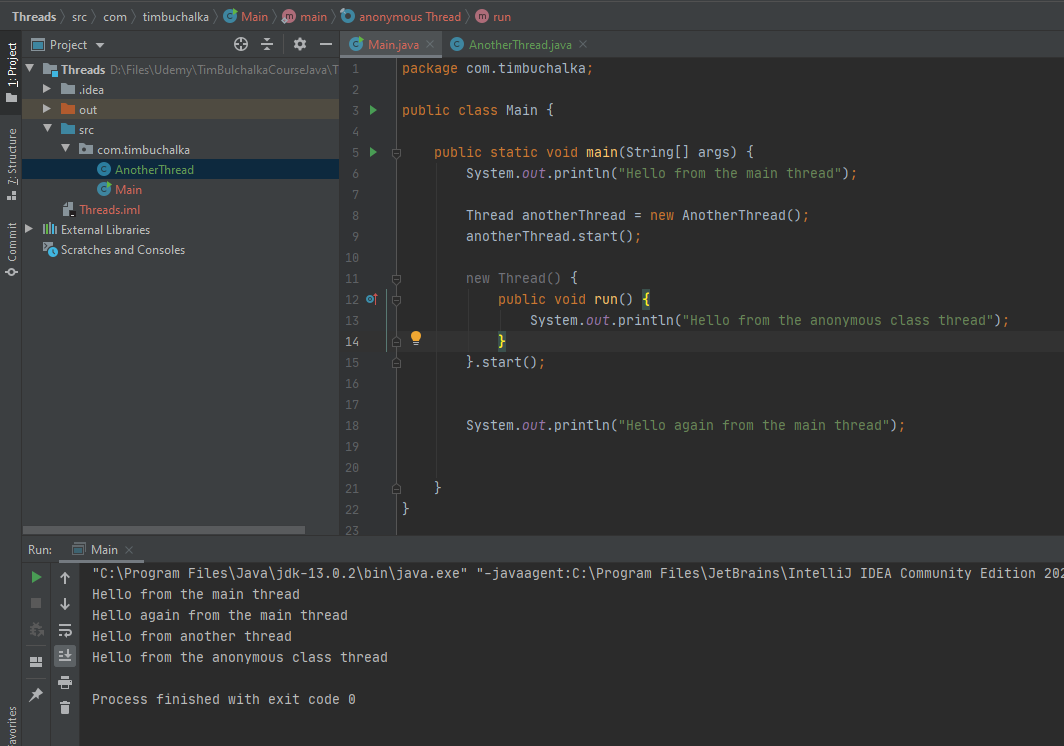 Threads src com timbuchalka Main main anonymous Thread run
Project
Main.java
AnotherThread.java
1: Project
Threads D:\Files\Udemy\TimBulchalkaCourseJava\T
.idea
out
src
com.timbuchalka
AnotherThread
Main
Threads.iml
External Libraries
Scratches and Consoles
7: Structure
Commit
1 package com.timbuchalka;
2
3 public class Main {
4
5 public static void main(String[] args) {
6 System.out.println("Hello from the main thread");
7
8 Thread anotherThread = new AnotherThread();
9 anotherThread.start();
10
11 new Thread() {
12 public void run() {
13 System.out.println("Hello from the anonymous class thread");
14 }
15 }.start();
16
17
18 System.out.println("Hello again from the main thread");
19
20
21 }
22 }
23
Run: Main
"C:\Program Files\Java\jdk-13.0.2\bin\java.exe" "-javaagent:C:\Program Files\JetBrains\IntelliJ IDEA Community Edition 202
Hello from the main thread
Hello again from the main thread
Hello from another thread
Hello from the anonymous class thread
Process finished with exit code 0
avorites